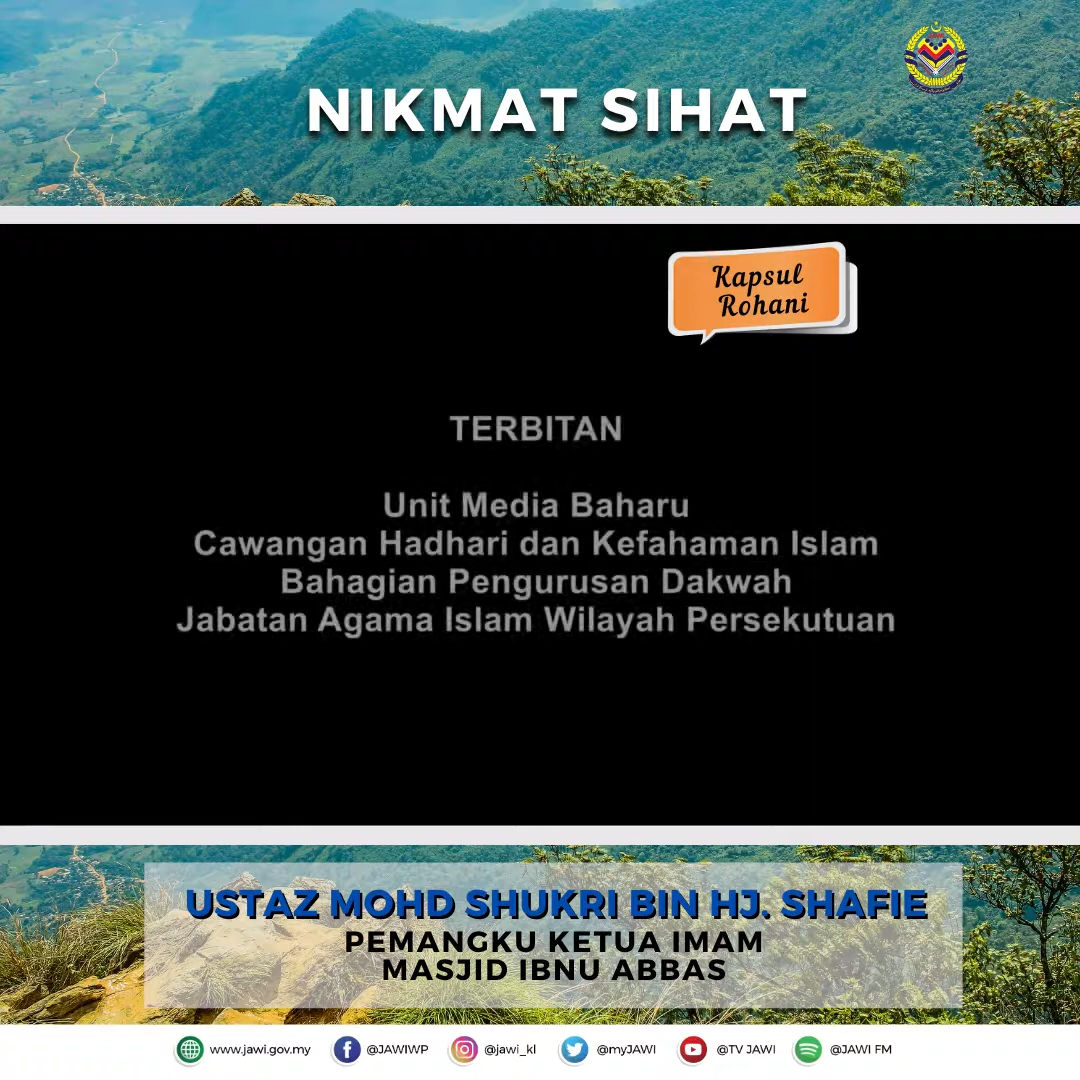 NIKMAT SIHAT
Kapsul
Rohani
TERBITAN
Unit Media Baharu
Cawangan Hadhari dan Kefahaman Islam
Bahagian Pengurusan Dakwah
Jabatan Agama Islam Wilayah Persekutuan
USTAZ MOHD SHUKRI BIN HJ. SHAFIE
PEMANGKU KETUA IMAM
MASJID IBNU ABBAS
www.jawi.gov.my @JAWIWP @jawi_kl @myJAWI @TV JAWI @JAWI FM